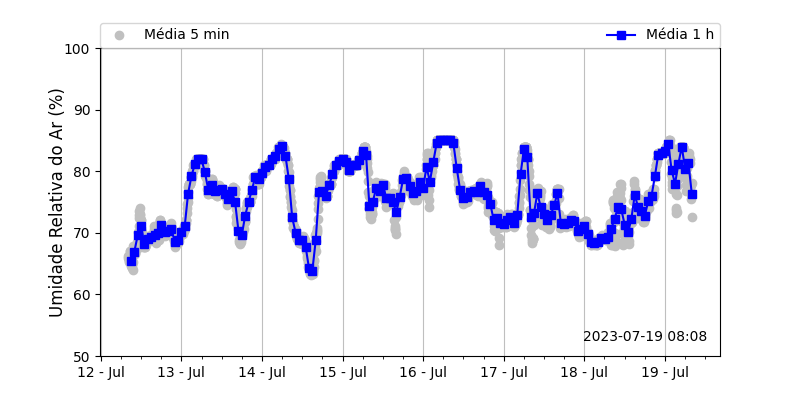 Média 5 min
Média 1 h
Umidade Relativa do Ar (%)
100
90
80
70
60
50
2023-07-19 08:08
12 - Jul
13 - Jul
14 - Jul
15 - Jul
16 - Jul
17 - Jul
18 - Jul
19 - Jul